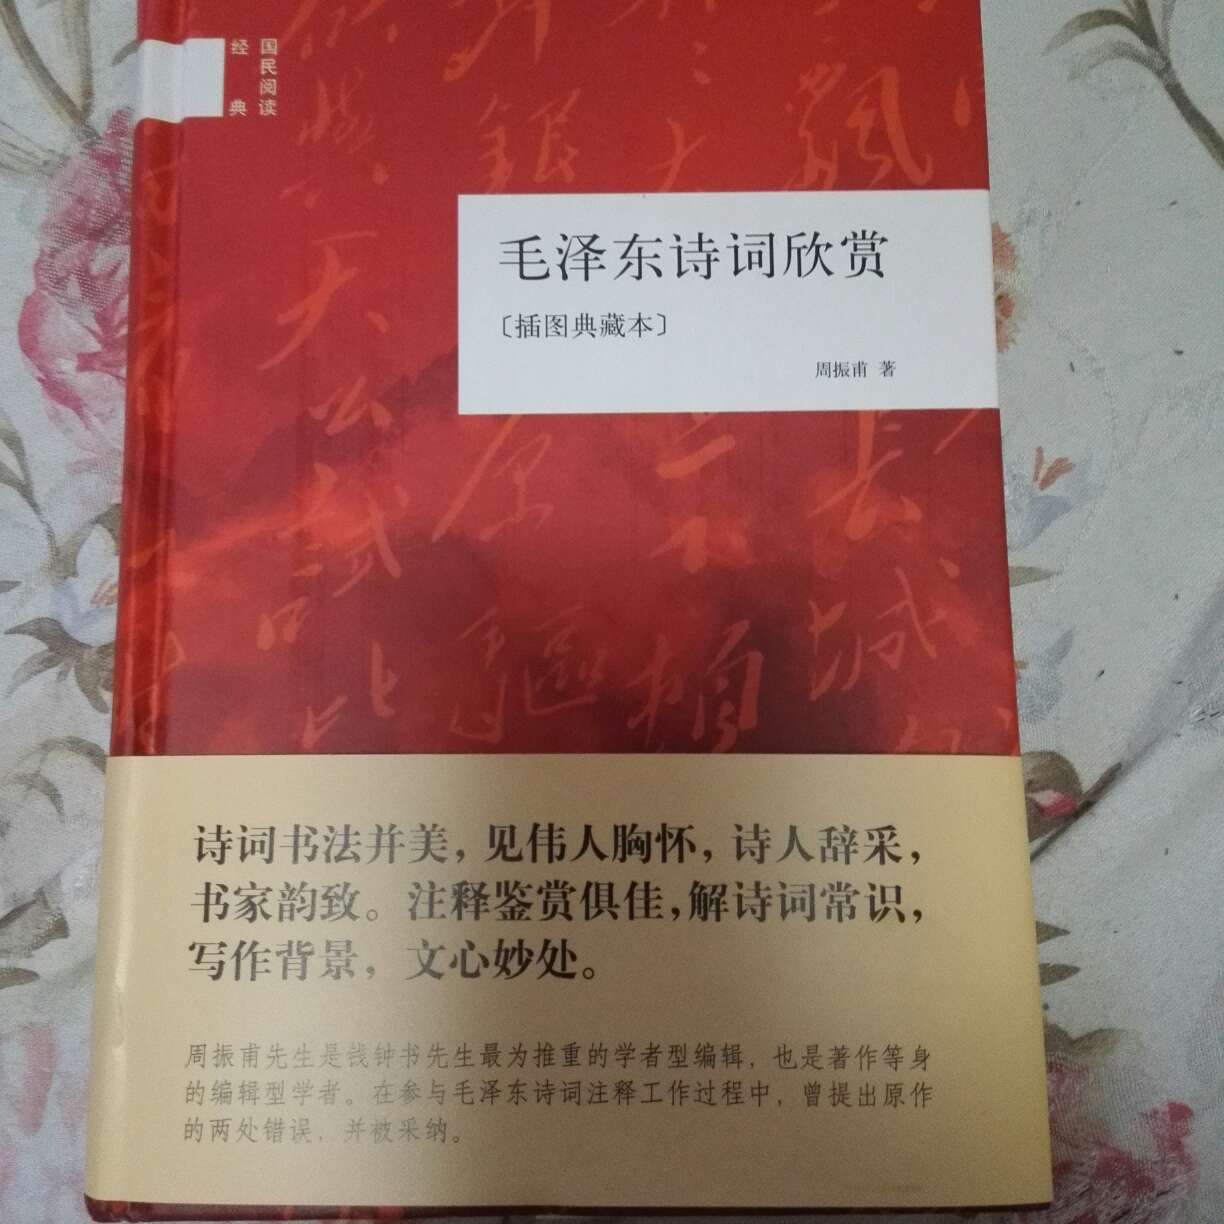 国民阅读
经典
毛泽东诗词欣赏
〔插图典藏本〕
周振甫 著
诗词书法并美，见伟人胸怀，诗人辞采，
书家韵致。注释鉴赏俱佳，解诗词常识，
写作背景，文心妙处。
周振甫先生是钱钟书先生最为推重的学者型编辑，也是著作等身
的编辑型学者。在参与毛泽东诗词注释工作过程中，曾提出原作
的两处错误，并被采纳。